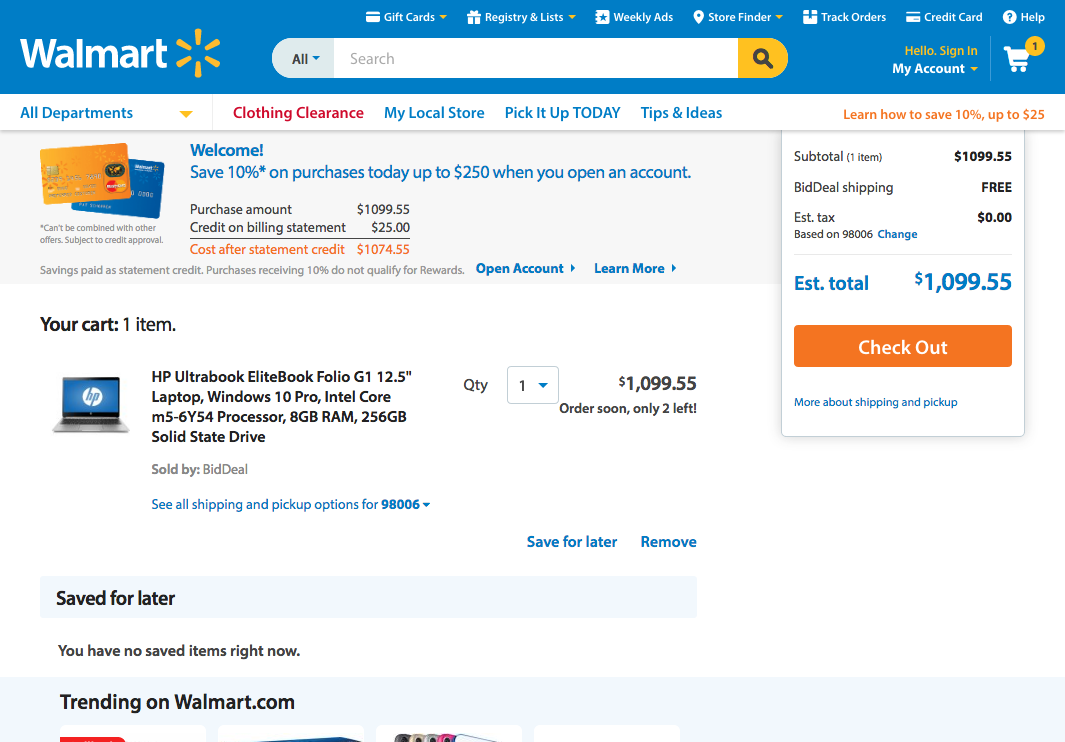 Gift Cards
Registry & Lists
Weekly Ads
Store Finder
Track Orders
Credit Card
Help
Walmart
All
Search
Hello. Sign In
My Account
1
All Departments
Clothing Clearance
My Local Store
Pick It Up TODAY
Tips & Ideas
Learn how to save 10%, up to $25
Welcome!
Save 10%* on purchases today up to $250 when you open an account.
Purchase amount $1099.55
Credit on billing statement $25.00
Cost after statement credit $1074.55
*Can't be combined with other
offers. Subject to credit approval.
Savings paid as statement credit. Purchases receiving 10% do not qualify for Rewards.
Open Account
Learn More
Subtotal (1 item) $1099.55
BidDeal shipping FREE
Est. tax $0.00
Based on 98006 Change
Est. total $1,099.55
Check Out
More about shipping and pickup
Your cart: 1 item.
hp
HP Ultrabook EliteBook Folio G1 12.5"
Laptop, Windows 10 Pro, Intel Core
m5-6Y54 Processor, 8GB RAM, 256GB
Solid State Drive
Qty 1 $1,099.55
Order soon, only 2 left!
Sold by: BidDeal
See all shipping and pickup options for 98006
Save for later
Remove
Saved for later
You have no saved items right now.
Trending on Walmart.com